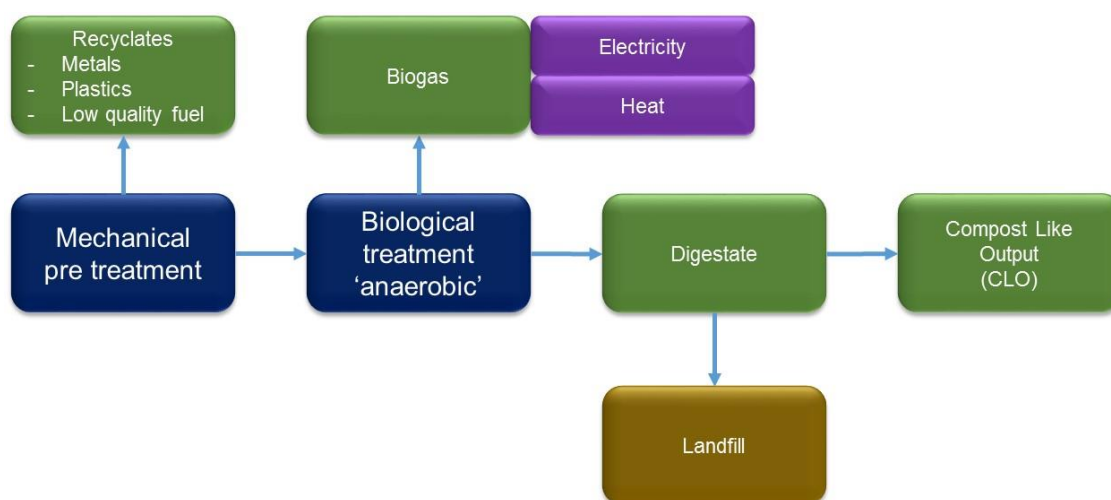 Recyclates
- Metals
- Plastics
- Low quality fuel
Biogas
Electricity
Heat
Mechanical
pre treatment
Biological
treatment
‘anaerobic’
Digestate
Compost Like
Output
(CLO)
Landfill